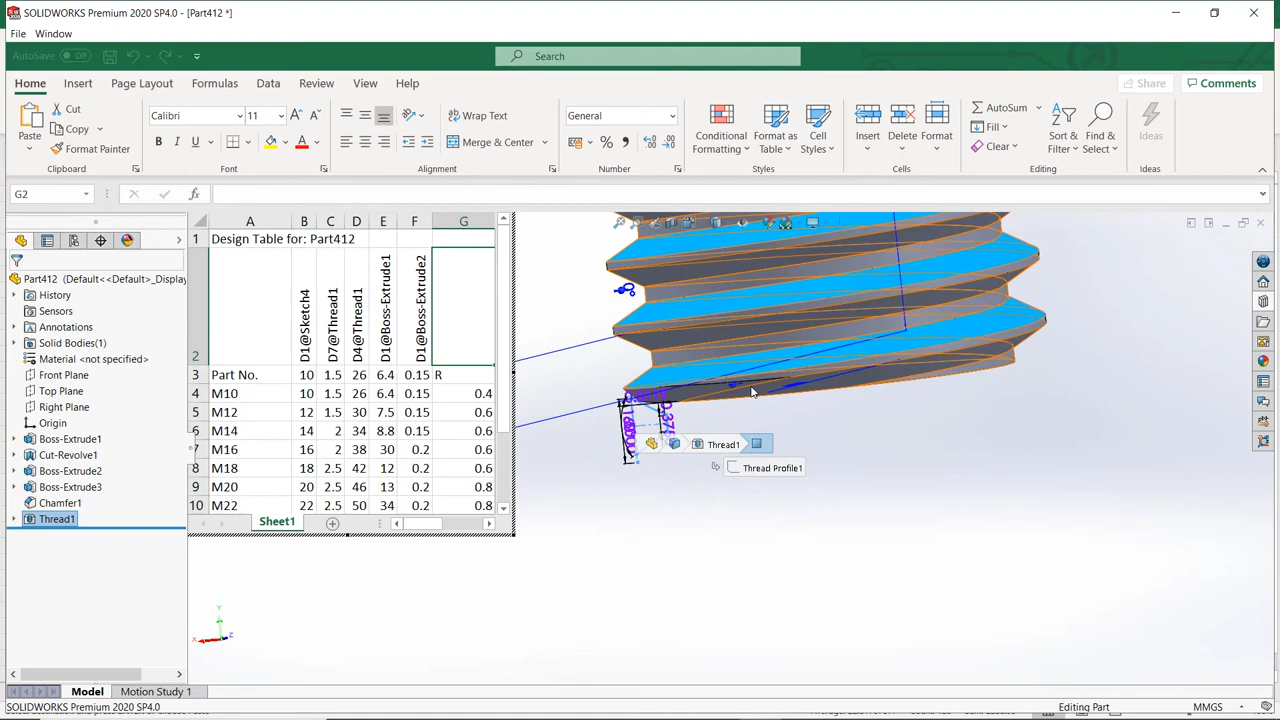 SOLIDWORKS Premium 2020 SP4.0 - [Part412 *]
File Window
AutoSave Off
Search
Home Insert Page Layout Formulas Data Review View Help
Share Comments
Paste
Cut
Copy
Format Painter
Clipboard
Calibri 11
B I U
Font
Wrap Text
Merge & Center
Alignment
General
Number
Conditional Formatting
Format as Table
Cell Styles
Styles
Insert Delete Format
Cells
AutoSum
Fill
Clear
Sort & Filter
Find & Select
Editing
Ideas
Ideas
G2
A B C D E F G
1 Design Table for: Part412
2 D1@Sketch4 D7@Thread1 D4@Thread1 D1@Boss-Extrude1 D1@Boss-Extrude2
3 Part No. 10 1.5 26 6.4 0.15 R
4 M10 10 1.5 26 6.4 0.15 0.4
5 M12 12 1.5 30 7.5 0.15 0.6
6 M14 14 2 34 8.8 0.15 0.6
7 M16 16 2 38 30 0.2 0.6
8 M18 18 2.5 42 12 0.2 0.6
9 M20 20 2.5 46 13 0.2 0.8
10 M22 22 2.5 50 34 0.2 0.8
Sheet1
Part412 (Default<<Default>_Display
History
Sensors
Annotations
Solid Bodies(1)
Material <not specified>
Front Plane
Top Plane
Right Plane
Origin
Boss-Extrude1
Cut-Revolve1
Boss-Extrude2
Boss-Extrude3
Chamfer1
Thread1
Thread1
Thread Profile1
Y
X
Z
Model Motion Study 1
SOLIDWORKS Premium 2020 SP4.0
Editing Part
MMGS